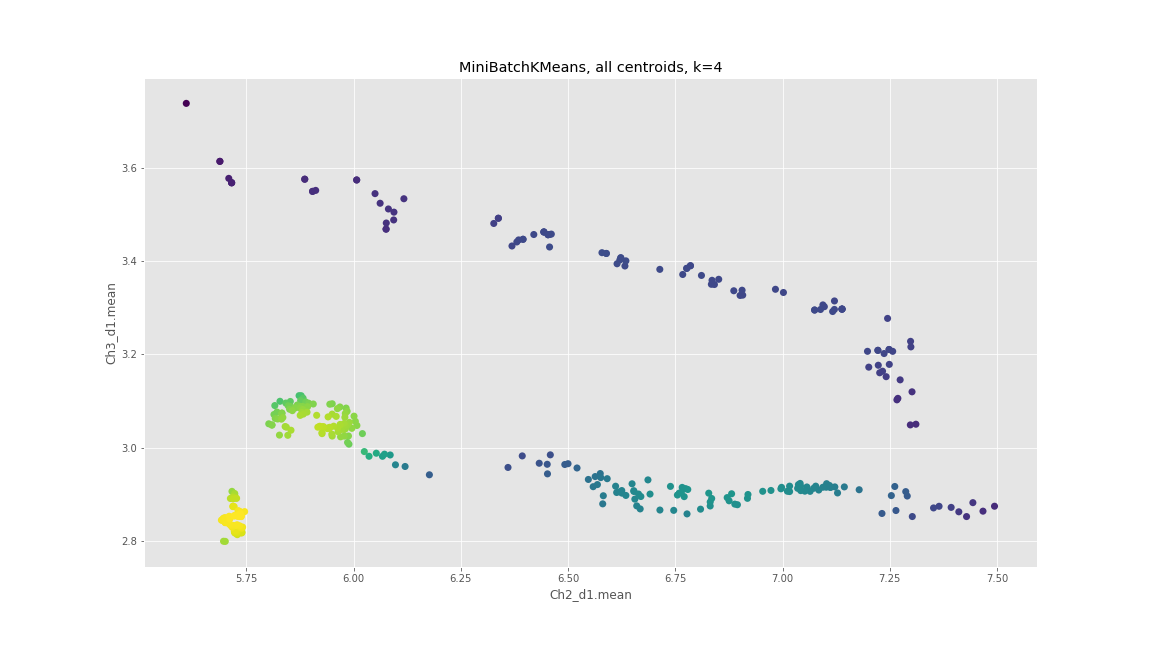 MiniBatchKMeans, all centroids, k=4
3.6
3.4
3.2
3.0
2.8
Ch3_d1.mean
5.75 6.00 6.25 6.50 6.75 7.00 7.25 7.50
Ch2_d1.mean